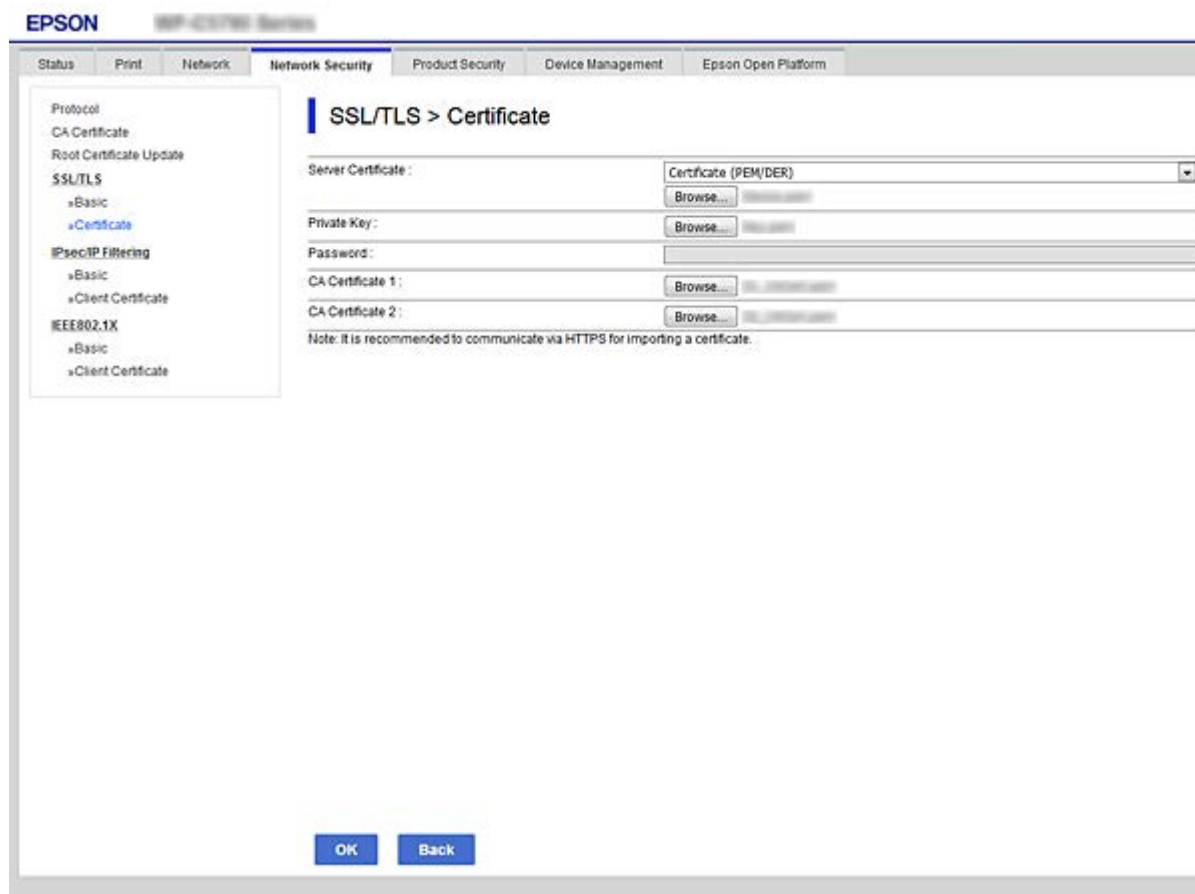 EPSON
Status Print Network Network Security Product Security Device Management Epson Open Platform
Protocol
CA Certificate
Root Certificate Update
SSL/TLS
»Basic
»Certificate
IPsec/IP Filtering
»Basic
»Client Certificate
IEEE802.1X
»Basic
»Client Certificate
SSL/TLS > Certificate
Server Certificate : Certificate (PEM/DER)
Browse...
Private Key : Browse...
Password :
CA Certificate 1 : Browse...
CA Certificate 2 : Browse...
Note: It is recommended to communicate via HTTPS for importing a certificate.
OK Back